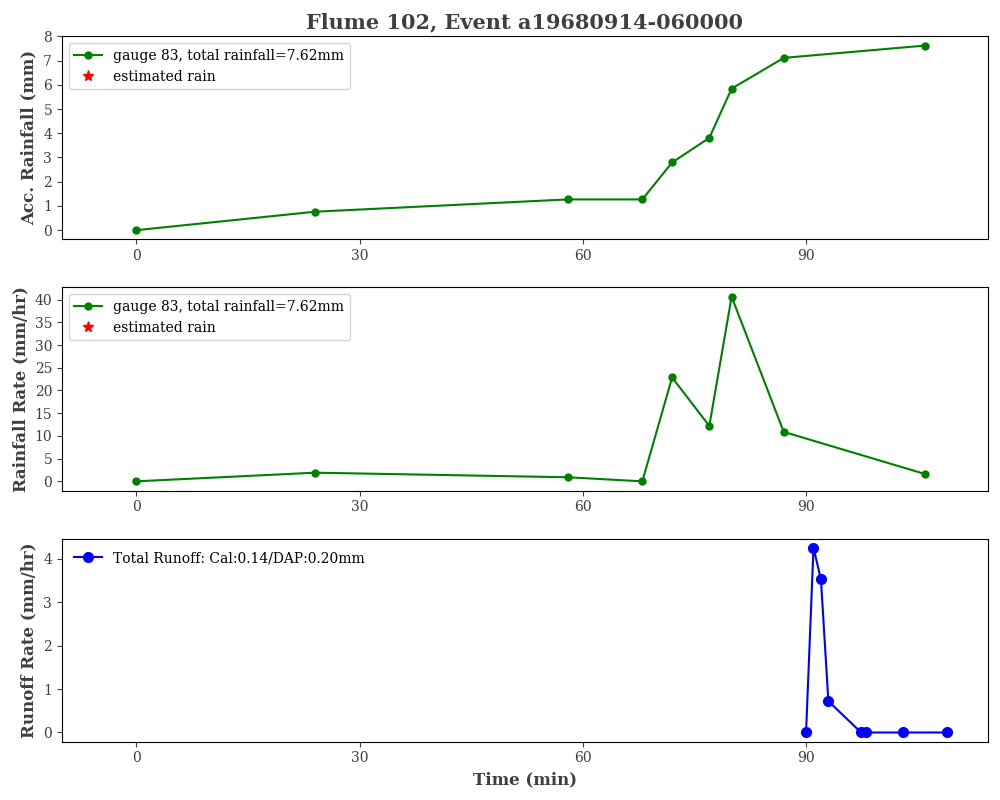 Flume 102, Event a19680914-060000
Acc. Rainfall (mm)
8
7
6
5
4
3
2
1
0
gauge 83, total rainfall=7.62mm
estimated rain
0 30 60 90
Rainfall Rate (mm/hr)
40
35
30
25
20
15
10
5
0
gauge 83, total rainfall=7.62mm
estimated rain
0 30 60 90
Runoff Rate (mm/hr)
4
3
2
1
0
Total Runoff: Cal:0.14/DAP:0.20mm
0 30 60 90
Time (min)